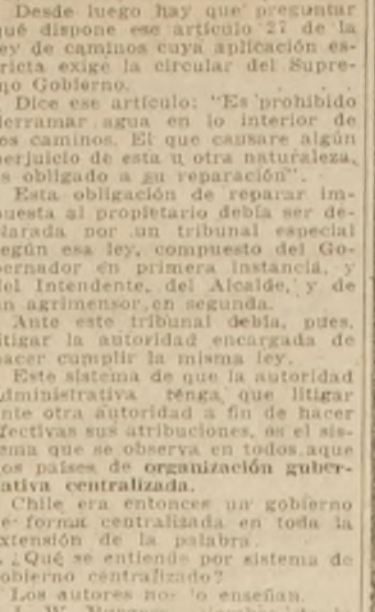 Desde luego hay que preguntar
qué dispone ese artículo 27 de la
ey de caminos cuya aplicación es-
ricta exige la circular del Supre-
no Gobierno.
Dice ese artículo: "Es prohibido
derramar agua en lo interior de
os caminos. El que causare algún
perjuicio de esta u otra naturaleza,
s obligado a su reparación".
Esta obligación de reparar im-
puesta al propietario debía ser de-
larada por un tribunal especial
egún esa ley, compuesto del Go-
bernador en primera instancia, y
del Intendente, del Alcalde, y de
n agrimensor en segunda.
Ante este tribunal debía, pues,
itigar la autoridad encargada de
hacer cumplir la misma ley.
Este sistema de que la autoridad
administrativa tenga que litigar
nte otra autoridad a fin de hacer
fectivas sus atribuciones, es el sis-
ema que se observa en todos aque
los países de organización guber-
ativa centralizada.
Chile era entonces un gobierno
e forma centralizada en toda la
xtensión de la palabra.
¿Qué se entiende por sistema de
obierno centralizado?
Los autores nos lo enseñan.